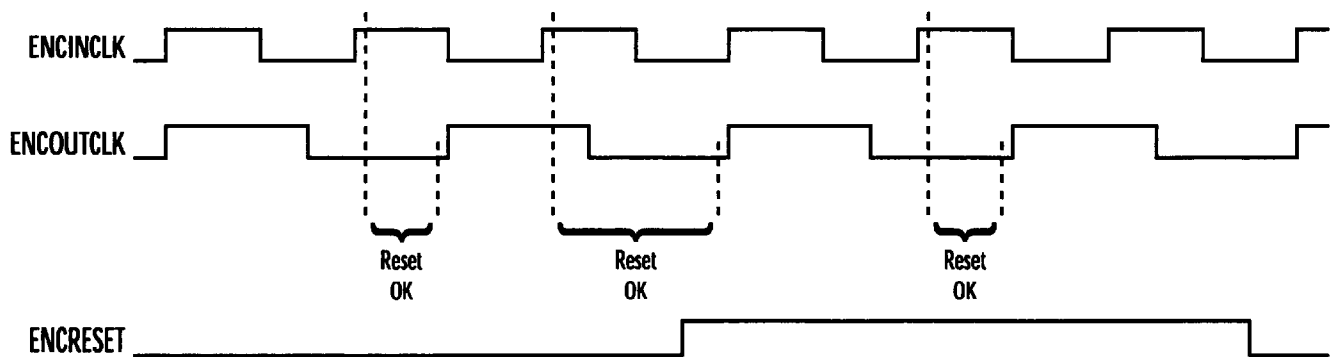 ENCINCLK
ENCOUTCLK
Reset
OK
Reset
OK
Reset
OK
ENCRESET